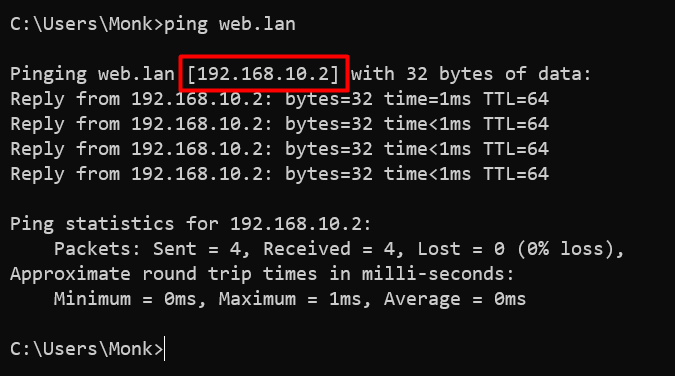 C:\Users\Monk>ping web.lan
Pinging web.lan [192.168.10.2] with 32 bytes of data:
Reply from 192.168.10.2: bytes=32 time=1ms TTL=64
Reply from 192.168.10.2: bytes=32 time<1ms TTL=64
Reply from 192.168.10.2: bytes=32 time<1ms TTL=64
Reply from 192.168.10.2: bytes=32 time<1ms TTL=64
Ping statistics for 192.168.10.2:
    Packets: Sent = 4, Received = 4, Lost = 0 (0% loss),
Approximate round trip times in milli-seconds:
    Minimum = 0ms, Maximum = 1ms, Average = 0ms
C:\Users\Monk>